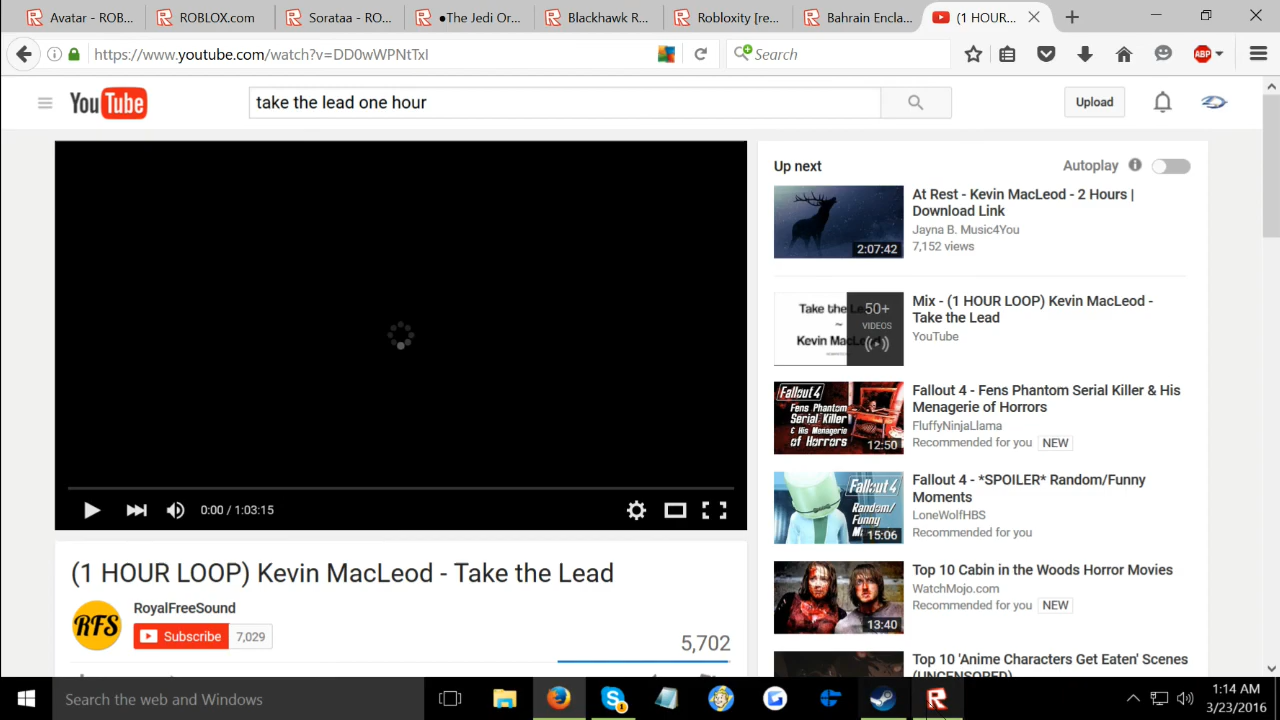 Avatar - ROB...
ROBLOX.com
Sorataa - RO...
●The Jedi Or...
Blackhawk R...
Robloxity [re...
Bahrain Encla...
(1 HOUR...
https://www.youtube.com/watch?v=DD0wWPNtTxI
Search
ABP
YouTube
take the lead one hour
Upload
Up next
Autoplay
At Rest - Kevin MacLeod - 2 Hours |
Download Link
Jayna B. Music4You
7,152 views
2:07:42
Mix - (1 HOUR LOOP) Kevin MacLeod -
Take the Lead
YouTube
Take the
~
Kevin Mac
50+
VIDEOS
Fallout 4 - Fens Phantom Serial Killer & His
Menagerie of Horrors
FluffyNinjaLlama
Recommended for you NEW
Fallout 4
Fens Phantom
Serial Killer
& His Menagerie
of Horrors
12:50
Fallout 4 - *SPOILER* Random/Funny
Moments
LoneWolfHBS
Recommended for you
Fallout 4
Random/
Funny
15:06
Top 10 Cabin in the Woods Horror Movies
WatchMojo.com
Recommended for you NEW
13:40
Top 10 'Anime Characters Get Eaten' Scenes
(UNCENSORED)
0:00 / 1:03:15
(1 HOUR LOOP) Kevin MacLeod - Take the Lead
RFS
RoyalFreeSound
Subscribe 7,029
5,702
Search the web and Windows
1:14 AM
3/23/2016